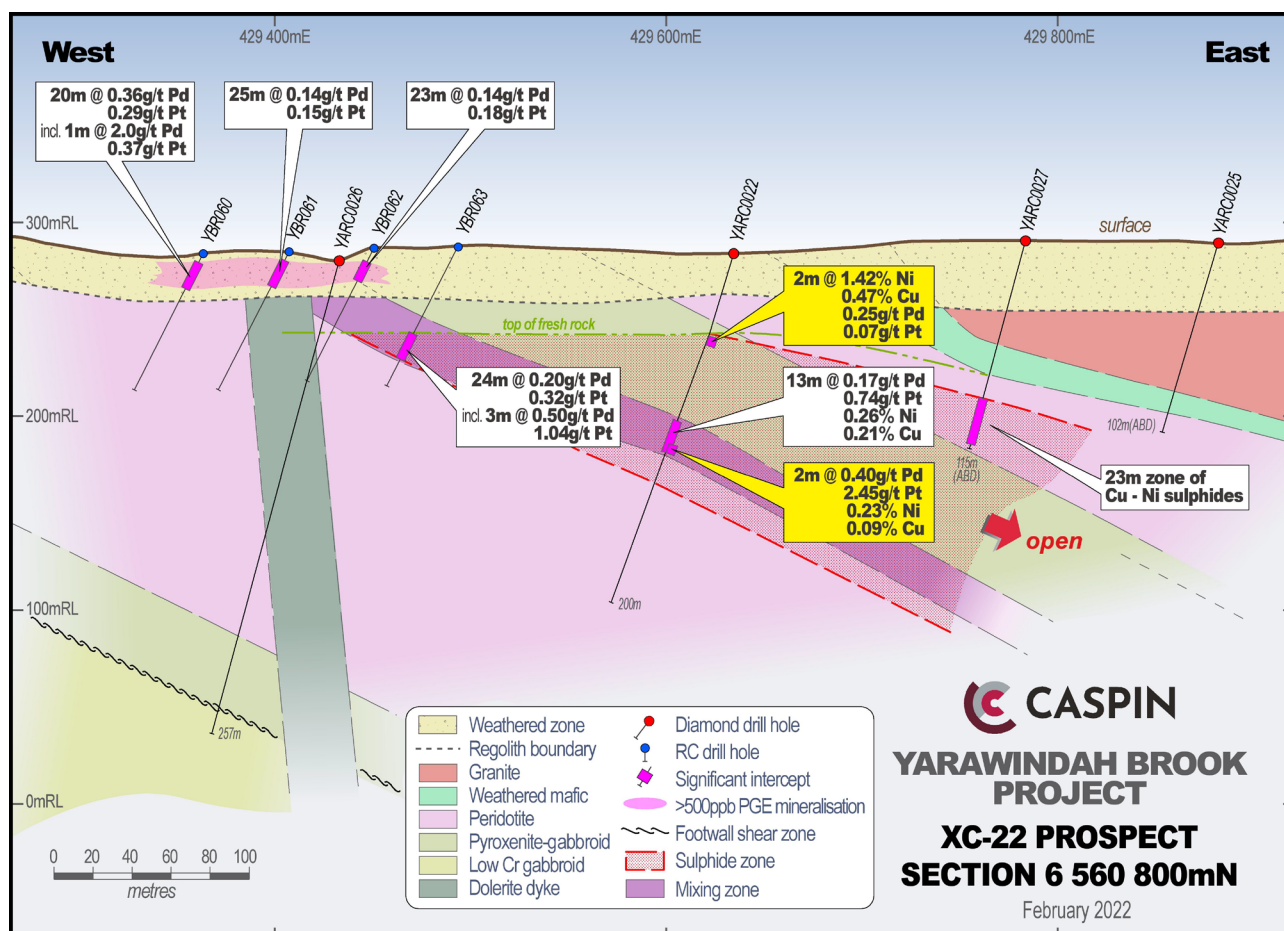 429 400mE
429 600mE
429 800mE
West
East
20m @ 0.36g/t Pd
0.29g/t Pt
incl. 1m @ 2.0g/t Pd
0.37g/t Pt
25m @ 0.14g/t Pd
0.15g/t Pt
23m @ 0.14g/t Pd
0.18g/t Pt
YBR060
YBR061
YARC0026
YBR062
YBR063
YARC0022
YARC0027
YARC0025
300mRL
surface
2m @ 1.42% Ni
0.47% Cu
0.25g/t Pd
0.07g/t Pt
top of fresh rock
24m @ 0.20g/t Pd
0.32g/t Pt
incl. 3m @ 0.50g/t Pd
1.04g/t Pt
13m @ 0.17g/t Pd
0.74g/t Pt
0.26% Ni
0.21% Cu
200mRL
102m(ABD)
115m
(ABD)
23m zone of
Cu - Ni sulphides
2m @ 0.40g/t Pd
2.45g/t Pt
0.23% Ni
0.09% Cu
open
100mRL
200m
257m
0mRL
0 20 40 60 80 100
metres
Weathered zone
Regolith boundary
Granite
Weathered mafic
Peridotite
Pyroxenite-gabbroid
Low Cr gabbroid
Dolerite dyke
Diamond drill hole
RC drill hole
Significant intercept
>500ppb PGE mineralisation
Footwall shear zone
Sulphide zone
Mixing zone
CASPIN
YARAWINDAH BROOK
PROJECT
XC-22 PROSPECT
SECTION 6 560 800mN
February 2022